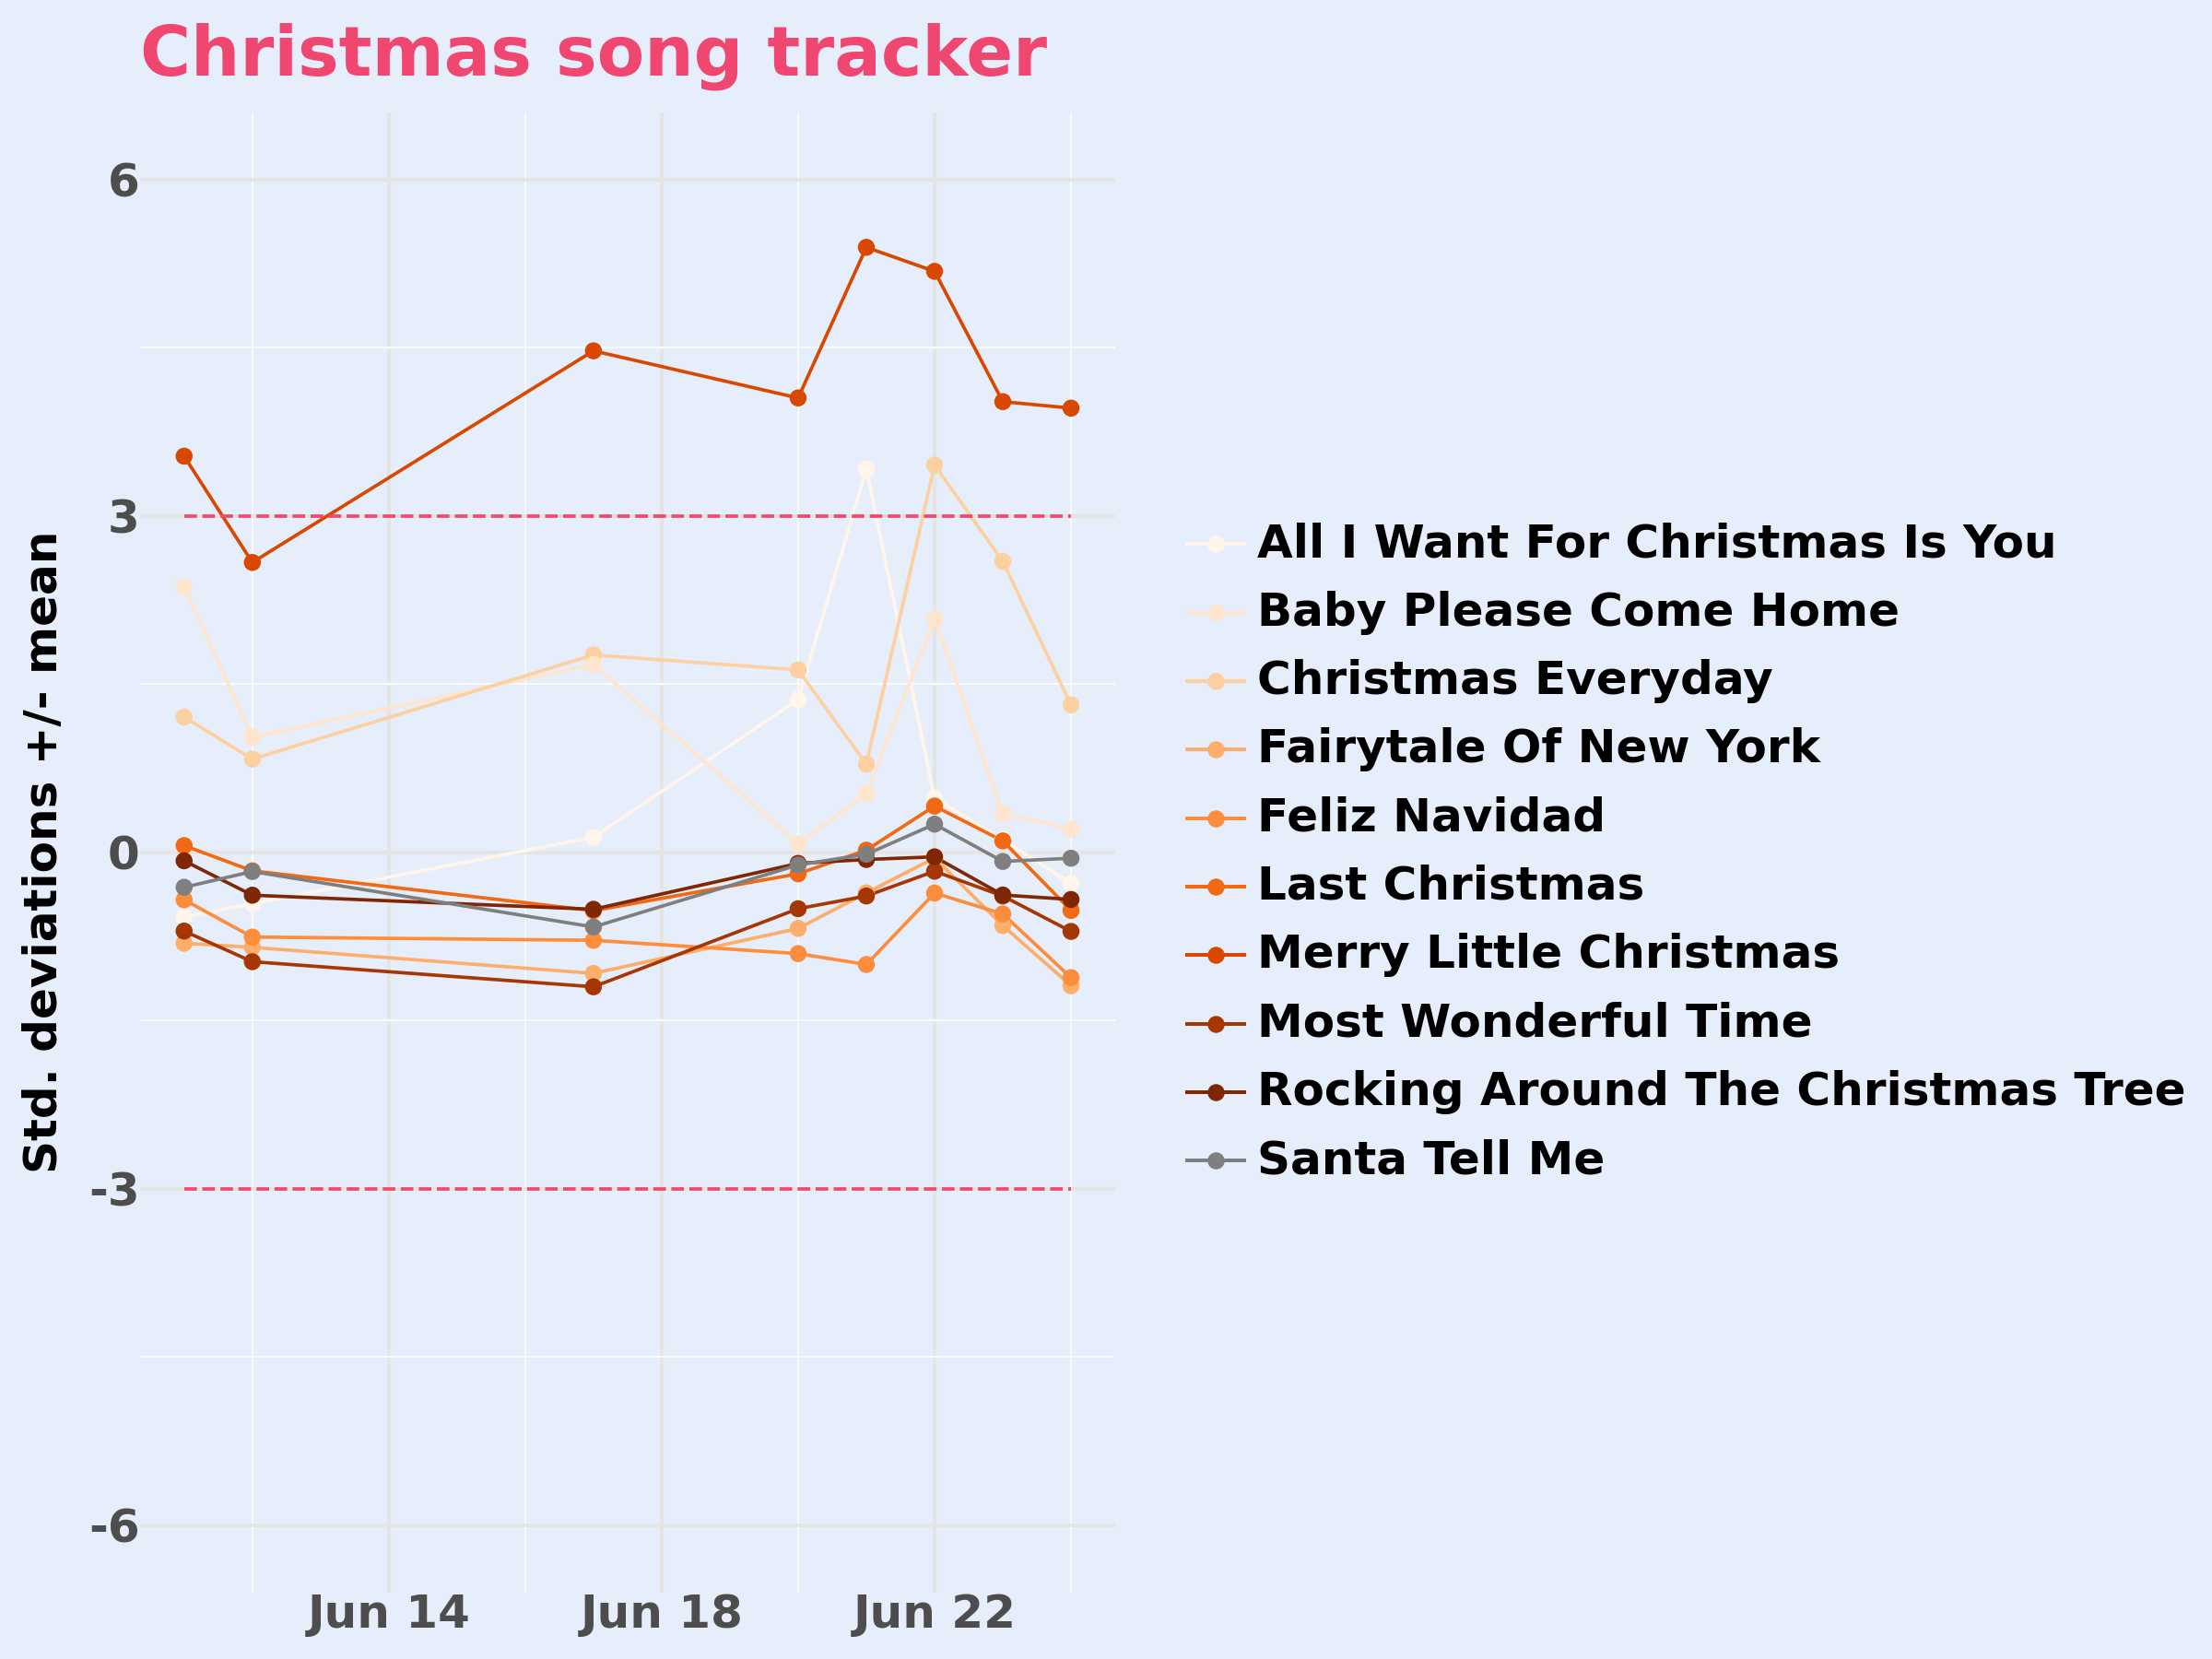 Christmas song tracker
Std. deviations +/- mean
6
3
0
-3
-6
Jun 14
Jun 18
Jun 22
All I Want For Christmas Is You
Baby Please Come Home
Christmas Everyday
Fairytale Of New York
Feliz Navidad
Last Christmas
Merry Little Christmas
Most Wonderful Time
Rocking Around The Christmas Tree
Santa Tell Me